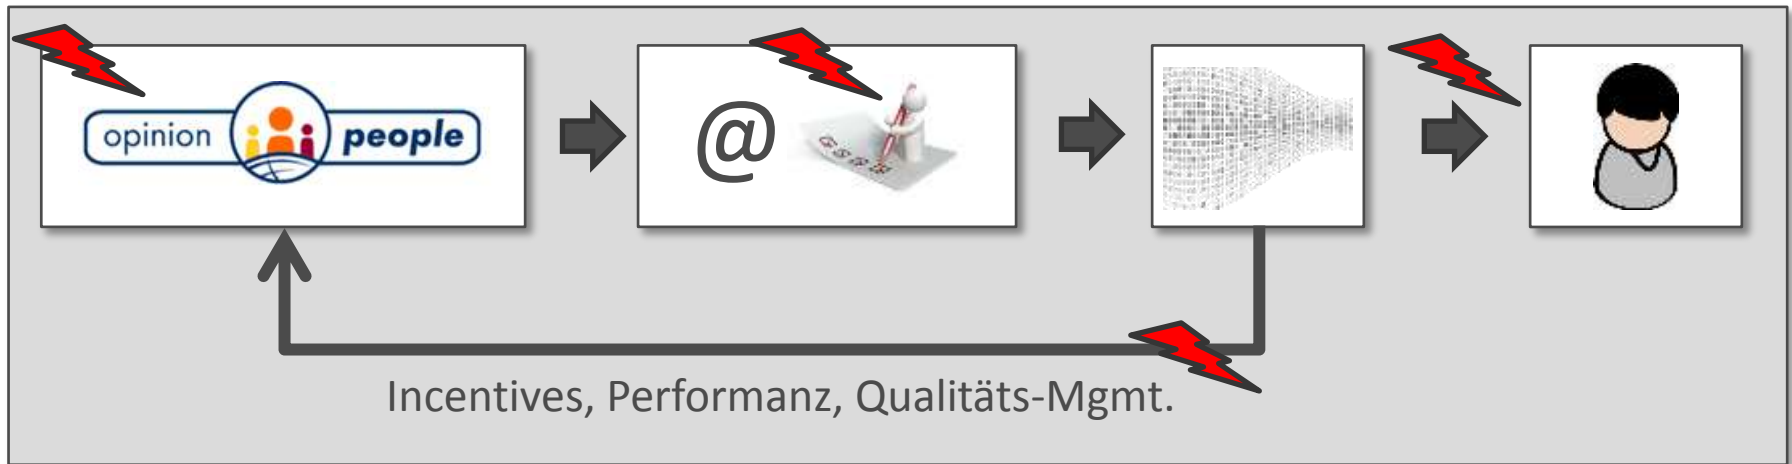 opinion people
@
Incentives, Performanz, Qualitäts-Mgmt.